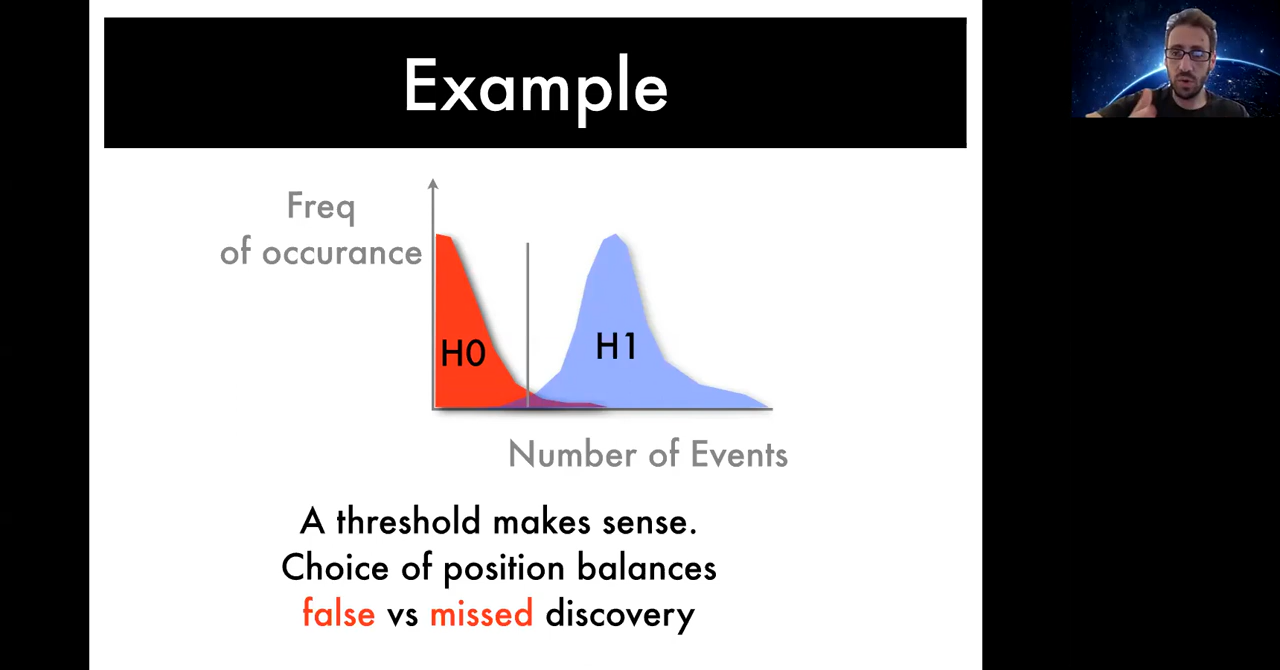 Example
Freq
of occurance
H0
H1
Number of Events
A threshold makes sense.
Choice of position balances
false vs missed discovery